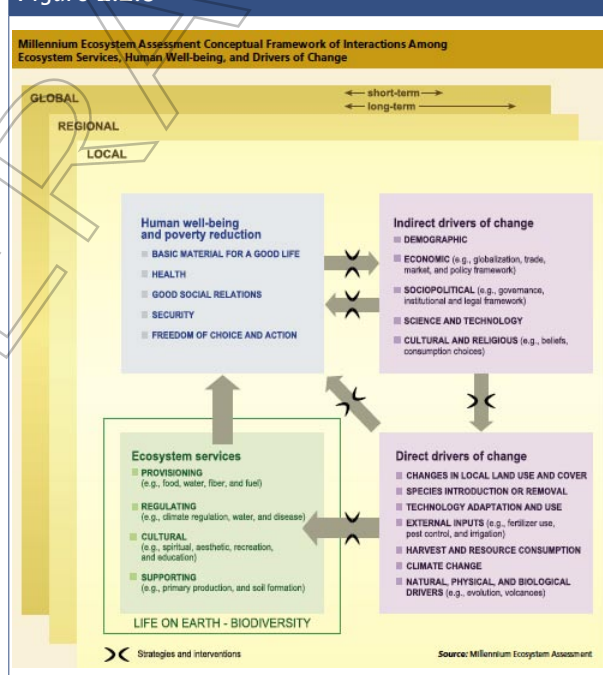 Millennium Ecosystem Assessment Conceptual Framework of Interactions Among
Ecosystem Services, Human Well-being, and Drivers of Change
GLOBAL
short-term
long-term
REGIONAL
LOCAL
Human well-being
and poverty reduction
BASIC MATERIAL FOR A GOOD LIFE
HEALTH
GOOD SOCIAL RELATIONS
SECURITY
FREEDOM OF CHOICE AND ACTION
Indirect drivers of change
DEMOGRAPHIC
ECONOMIC (e.g., globalization, trade,
market, and policy framework)
SOCIOPOLITICAL (e.g., governance,
institutional and legal framework)
SCIENCE AND TECHNOLOGY
CULTURAL AND RELIGIOUS (e.g., beliefs,
consumption choices)
Ecosystem services
PROVISIONING
(e.g., food, water, fiber, and fuel)
REGULATING
(e.g., climate regulation, water, and disease)
CULTURAL
(e.g., spiritual, aesthetic, recreation,
and education)
SUPPORTING
(e.g., primary production, and soil formation)
LIFE ON EARTH - BIODIVERSITY
Direct drivers of change
CHANGES IN LOCAL LAND USE AND COVER
SPECIES INTRODUCTION OR REMOVAL
TECHNOLOGY ADAPTATION AND USE
EXTERNAL INPUTS (e.g., fertilizer use,
pest control, and irrigation)
HARVEST AND RESOURCE CONSUMPTION
CLIMATE CHANGE
NATURAL, PHYSICAL, AND BIOLOGICAL
DRIVERS (e.g., evolution, volcanoes)
Strategies and interventions
Source: Millennium Ecosystem Assessment